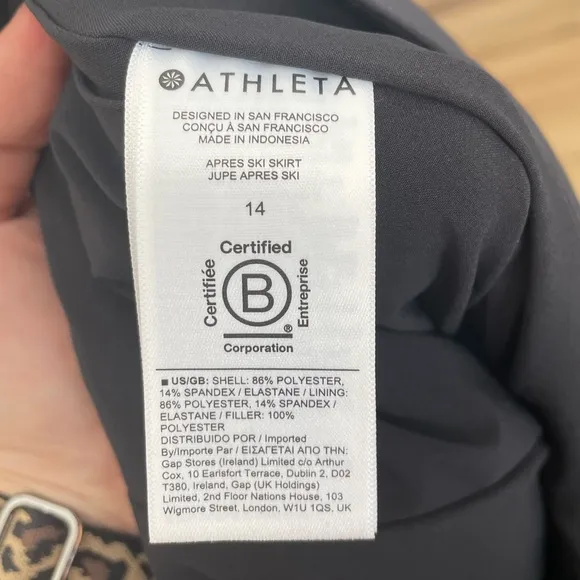 ATHLETA
DESIGNED IN SAN FRANCISCO
CONÇU À SAN FRANCISCO
MADE IN INDONESIA
APRES SKI SKIRT
JUPE APRES SKI
14
Certified
Certifiée
B
Entreprise
®
Corporation
■ US/GB: SHELL: 86% POLYESTER,
14% SPANDEX / ELASTANE / LINING:
86% POLYESTER, 14% SPANDEX /
ELASTANE / FILLER: 100%
POLYESTER
DISTRIBUIDO POR / Imported
By/Importe Par / ΕΙΣΑΓΕΤΑΙ ΑΠΟ ΤΗΝ:
Gap Stores (Ireland) Limited c/o Arthur
Cox, 10 Earlsfort Terrace, Dublin 2, D02
T380, Ireland, Gap (UK Holdings)
Limited, 2nd Floor Nations House, 103
Wigmore Street, London, W1U 1QS, UK